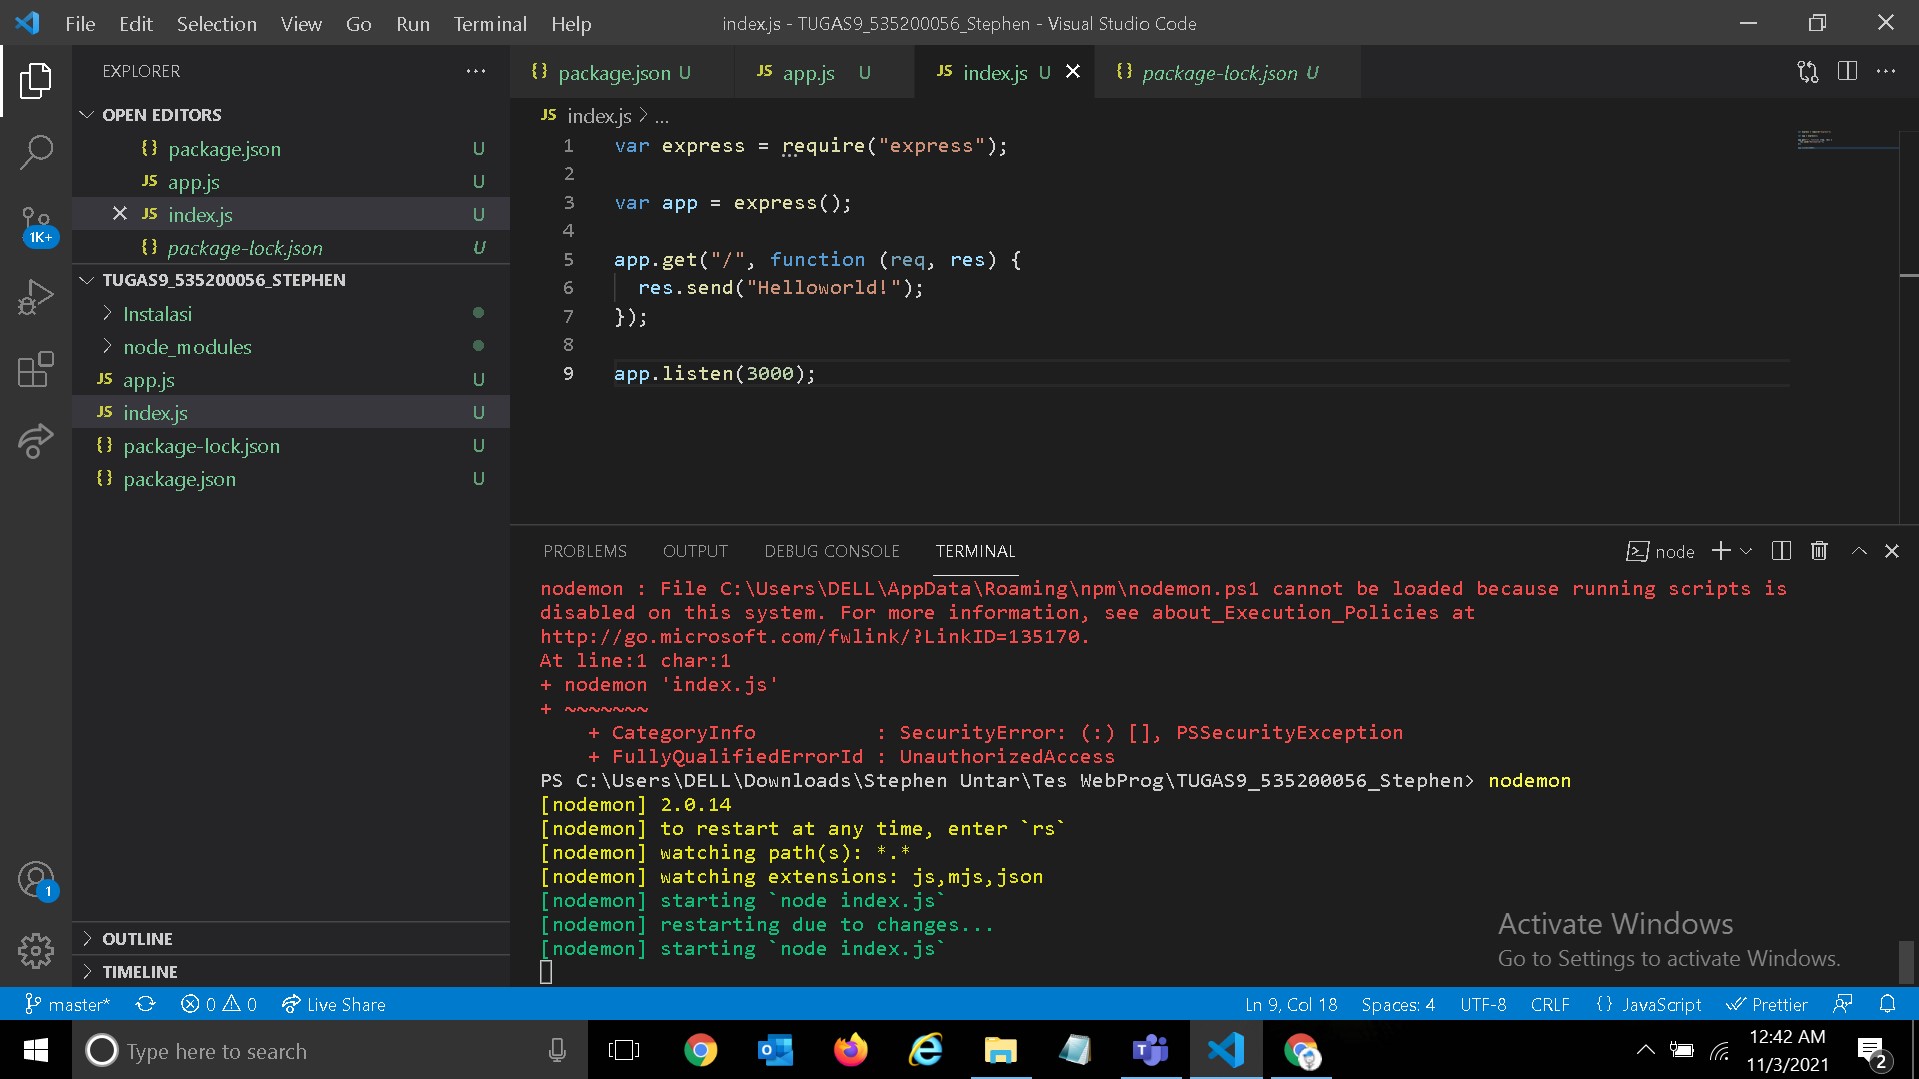 File Edit Selection View Go Run Terminal Help
index.js - TUGAS9_535200056_Stephen - Visual Studio Code
EXPLORER
OPEN EDITORS
{} package.json U
JS app.js U
JS index.js U
{} package-lock.json U
1K+
TUGAS9_535200056_STEPHEN
Instalasi
node_modules
JS app.js U
JS index.js U
{} package-lock.json U
{} package.json U
1
OUTLINE
TIMELINE
{} package.json U JS app.js U JS index.js U {} package-lock.json U
JS index.js > ...
1 var express = require("express");
2
3 var app = express();
4
5 app.get("/", function (req, res) {
6 res.send("Helloworld!");
7 });
8
9 app.listen(3000);
PROBLEMS OUTPUT DEBUG CONSOLE TERMINAL
node
nodemon : File C:\Users\DELL\AppData\Roaming\npm\nodemon.ps1 cannot be loaded because running scripts is
disabled on this system. For more information, see about_Execution_Policies at
http://go.microsoft.com/fwlink/?LinkID=135170.
At line:1 char:1
+ nodemon 'index.js'
+ ~~~~~~~
+ CategoryInfo : SecurityError: (:) [], PSSecurityException
+ FullyQualifiedErrorId : UnauthorizedAccess
PS C:\Users\DELL\Downloads\Stephen Untar\Tes WebProg\TUGAS9_535200056_Stephen> nodemon
[nodemon] 2.0.14
[nodemon] to restart at any time, enter `rs`
[nodemon] watching path(s): *.*
[nodemon] watching extensions: js,mjs,json
[nodemon] starting `node index.js`
[nodemon] restarting due to changes...
[nodemon] starting `node index.js`
Activate Windows
Go to Settings to activate Windows.
master* 0 0 Live Share
Ln 9, Col 18 Spaces: 4 UTF-8 CRLF {} JavaScript Prettier
Type here to search
12:42 AM
11/3/2021
2